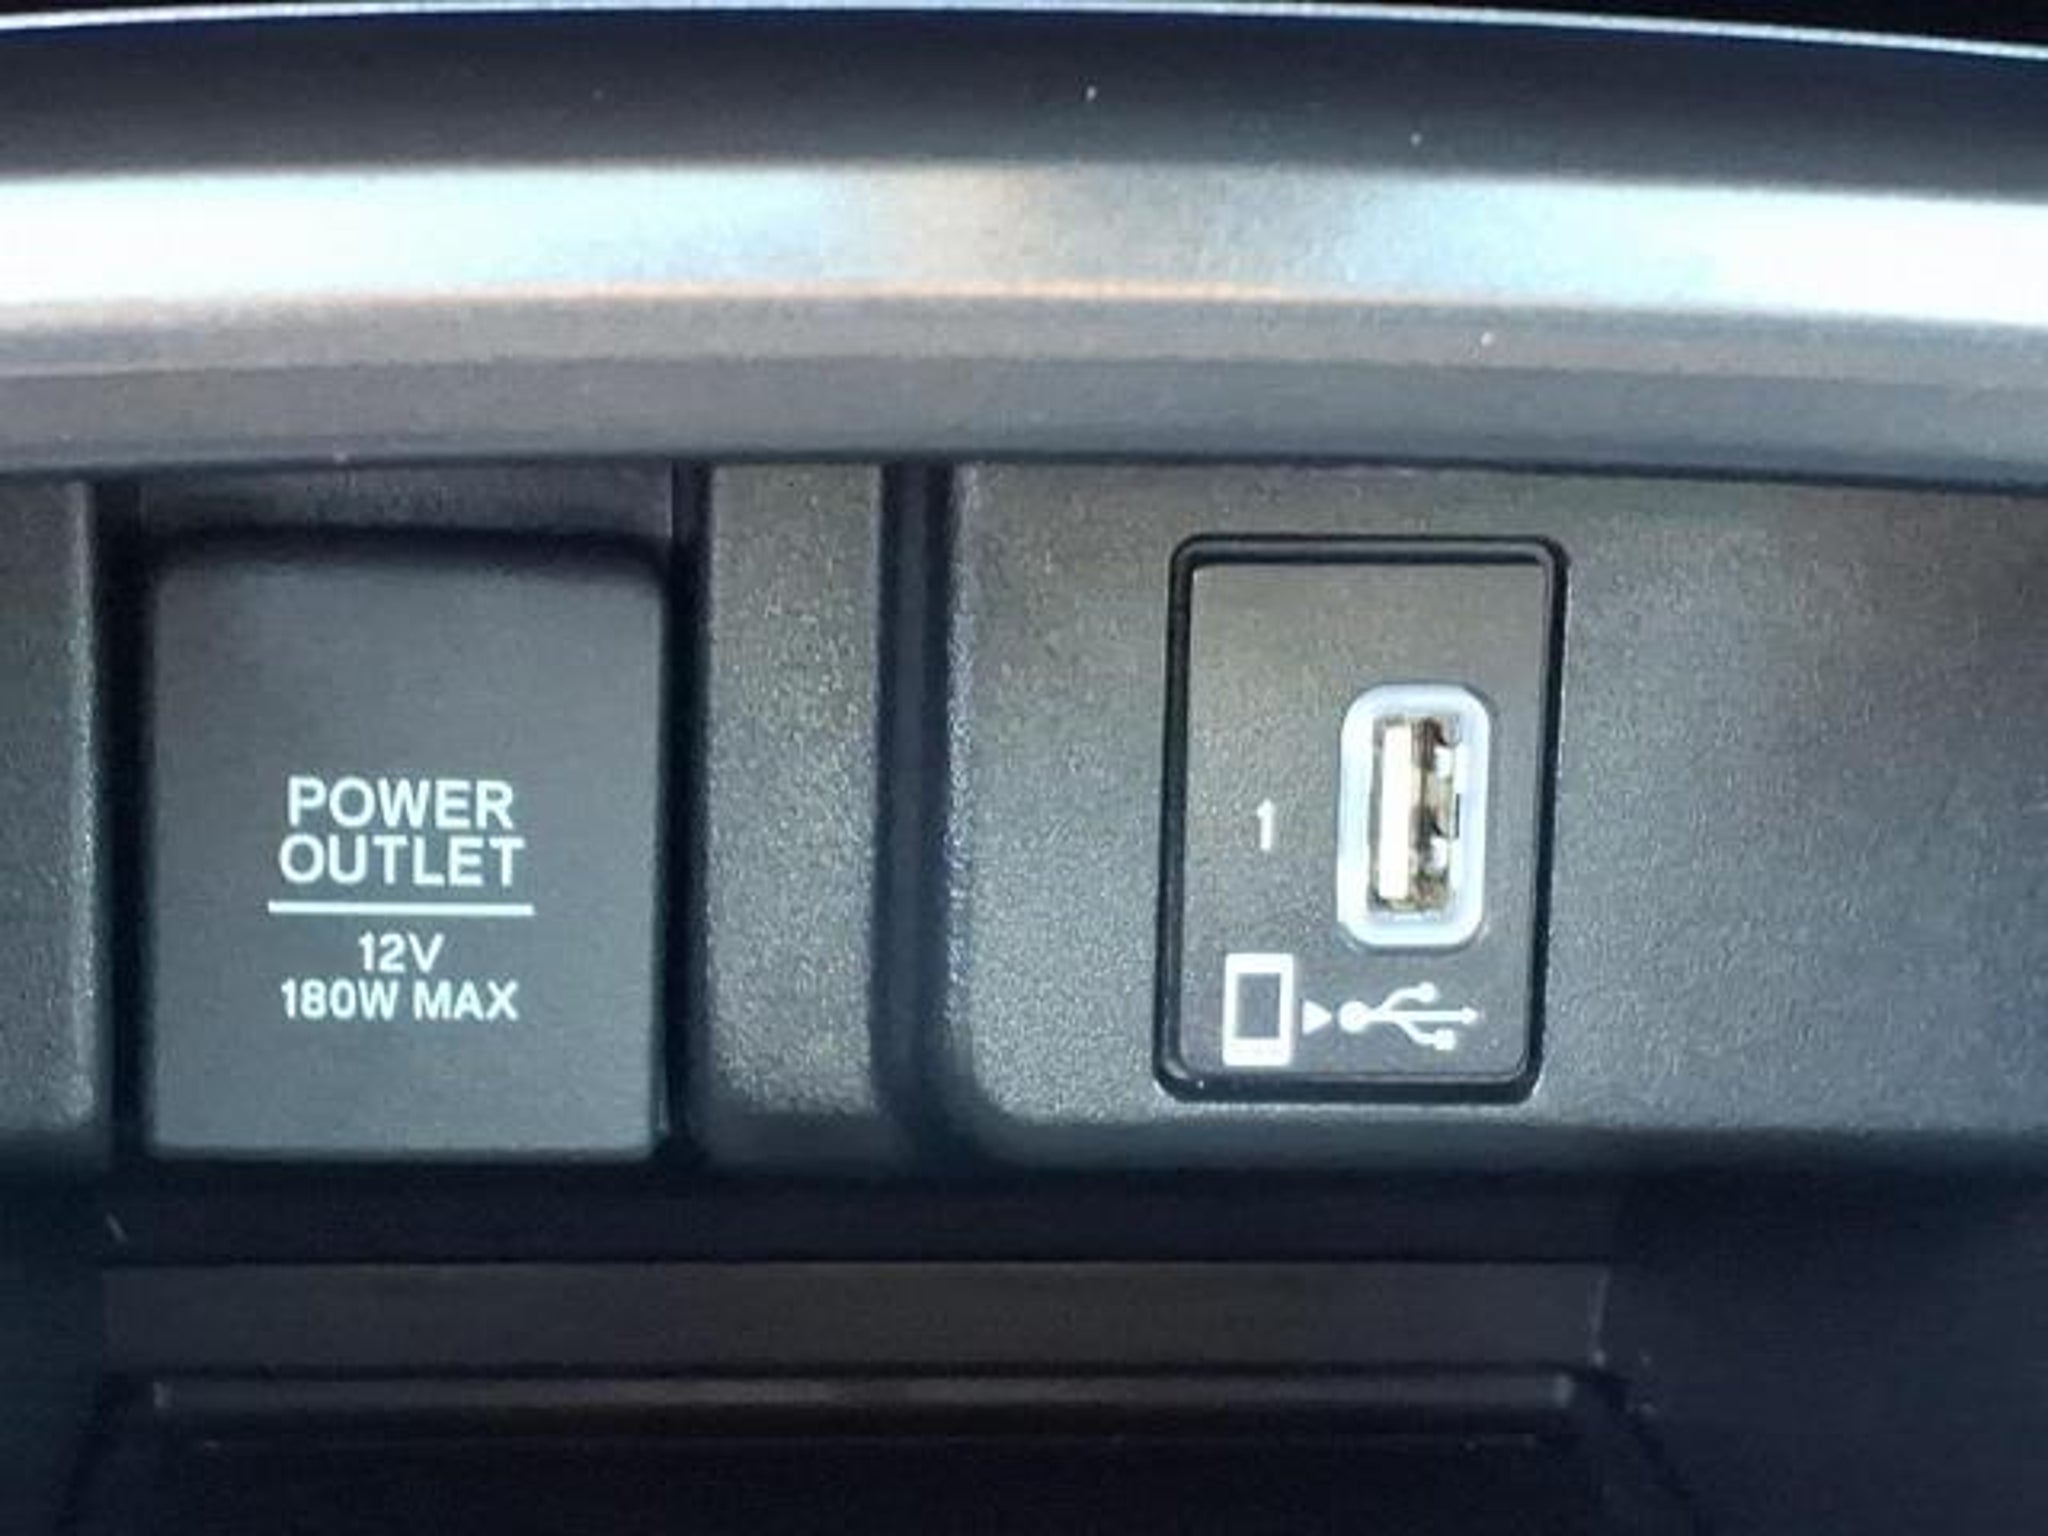 POWER
OUTLET
12V
180W MAX
1